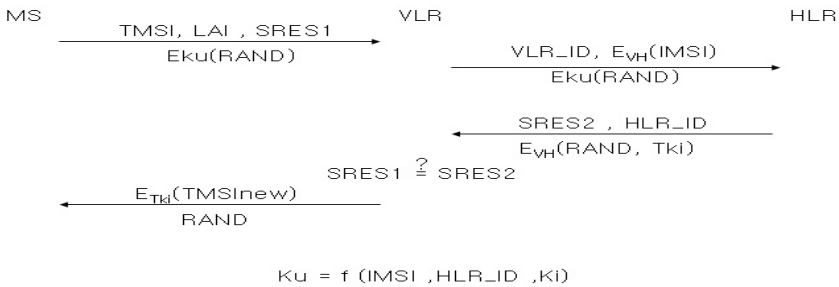 MS VLR HLR
TMSI, LAI , SRES1
Eku(RAND)
VLR_ID, EVH(IMSI)
Eku(RAND)
SRES2 , HLR_ID
EVH(RAND, Tki)
SRES1 ?= SRES2
ETki(TMSInew)
RAND
Ku = f (IMSI ,HLR_ID ,Ki)